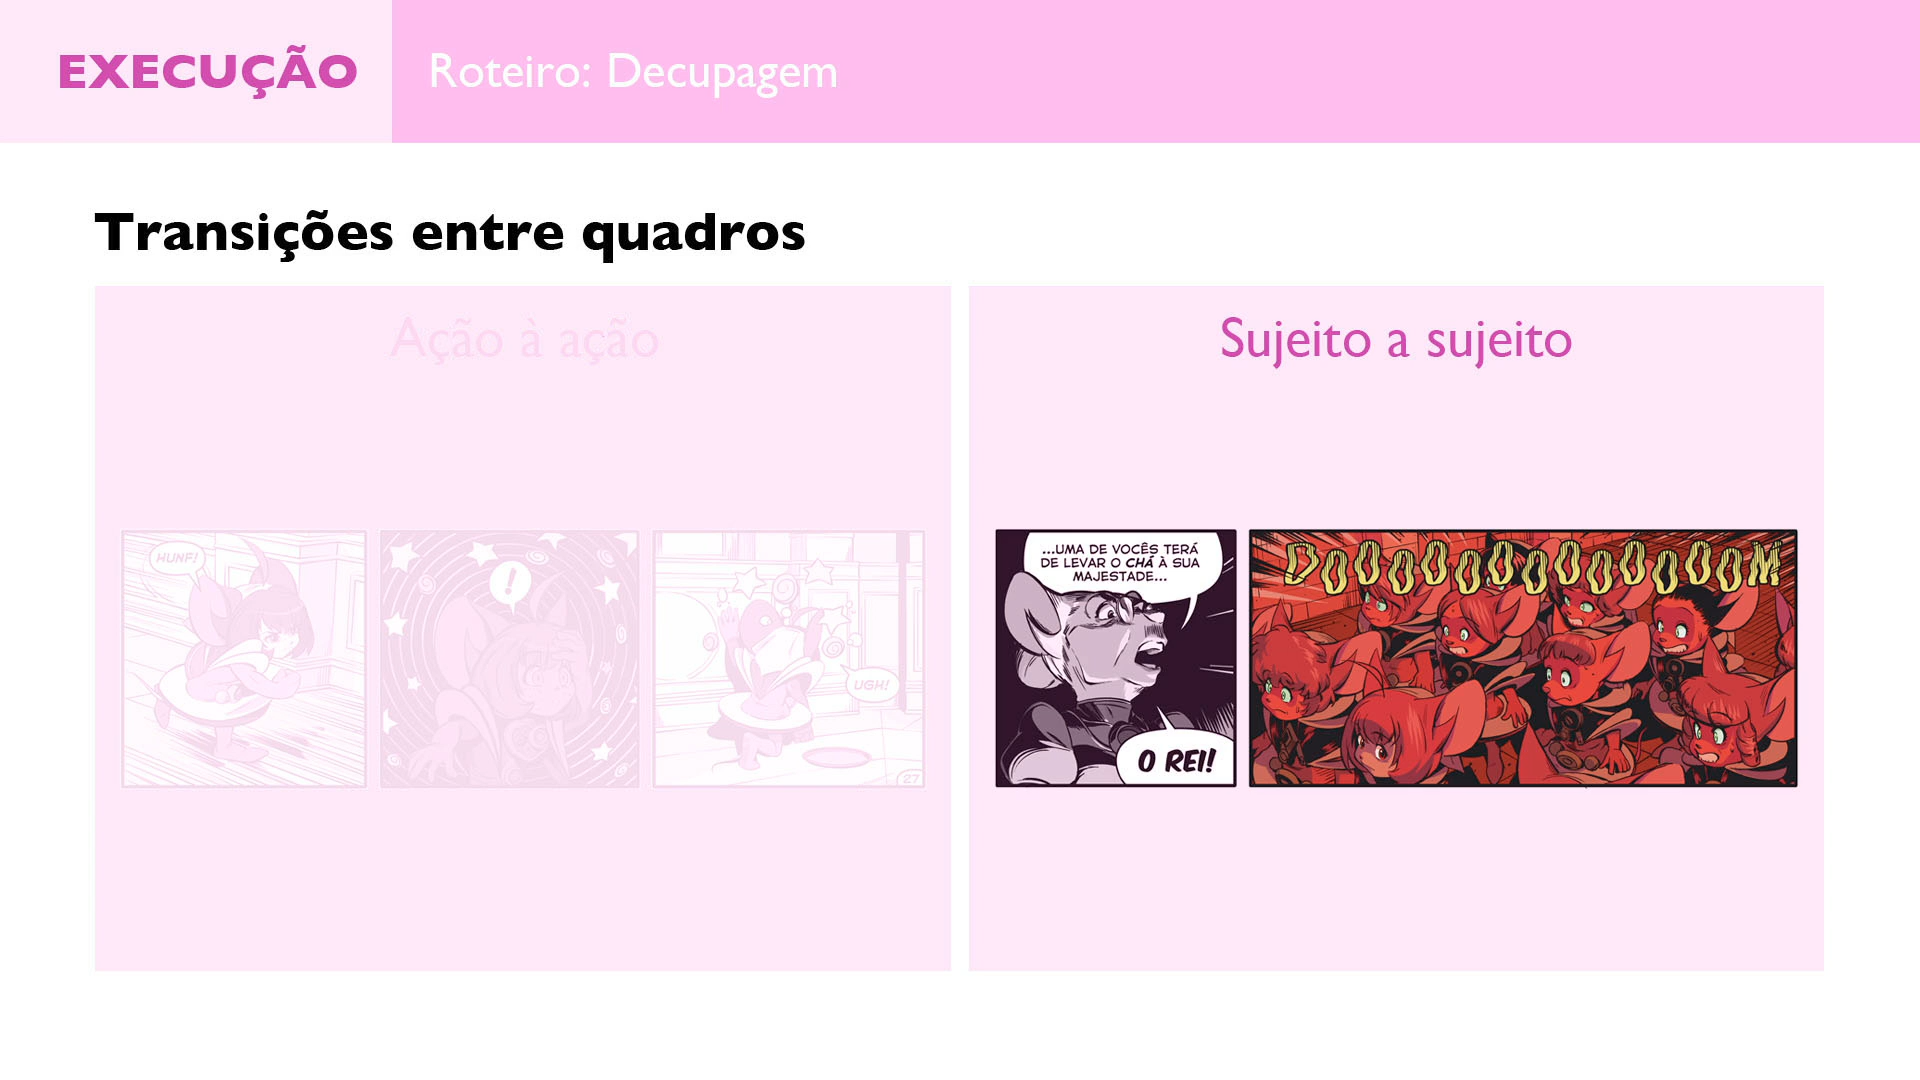 EXECUÇÃO
Roteiro: Decupagem
Transições entre quadros
Ação à ação
HUNF!
!
UGH!
27
Sujeito a sujeito
...UMA DE VOCÊS TERÁ
DE LEVAR O CHÁ À SUA
MAJESTADE...
O REI!
DOOOOOOOOOOOOOM